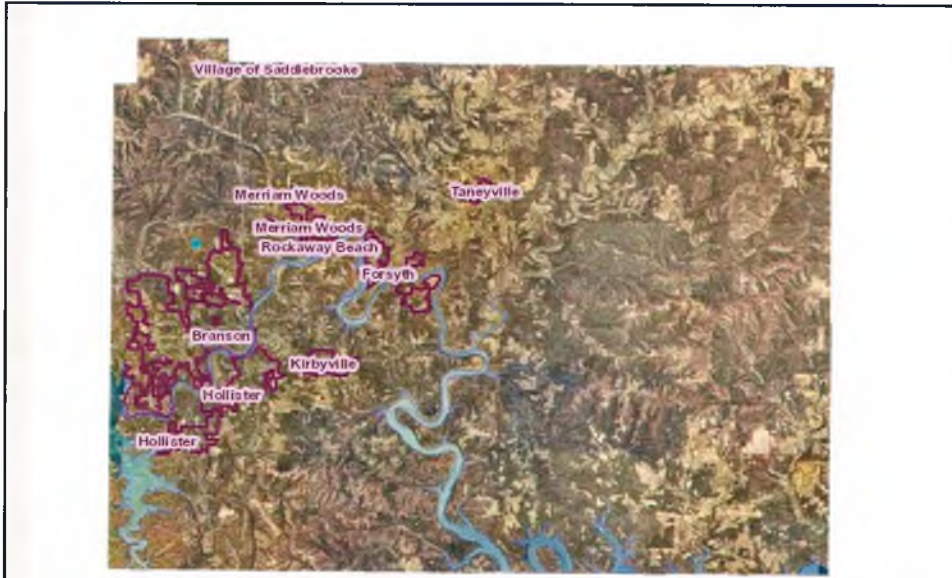 Village of Saddlebrooke
Merriam Woods
Taneyville
Merriam Woods
Rockaway Beach
Forsyth
Branson
Kirbyville
Hollister
Hollister